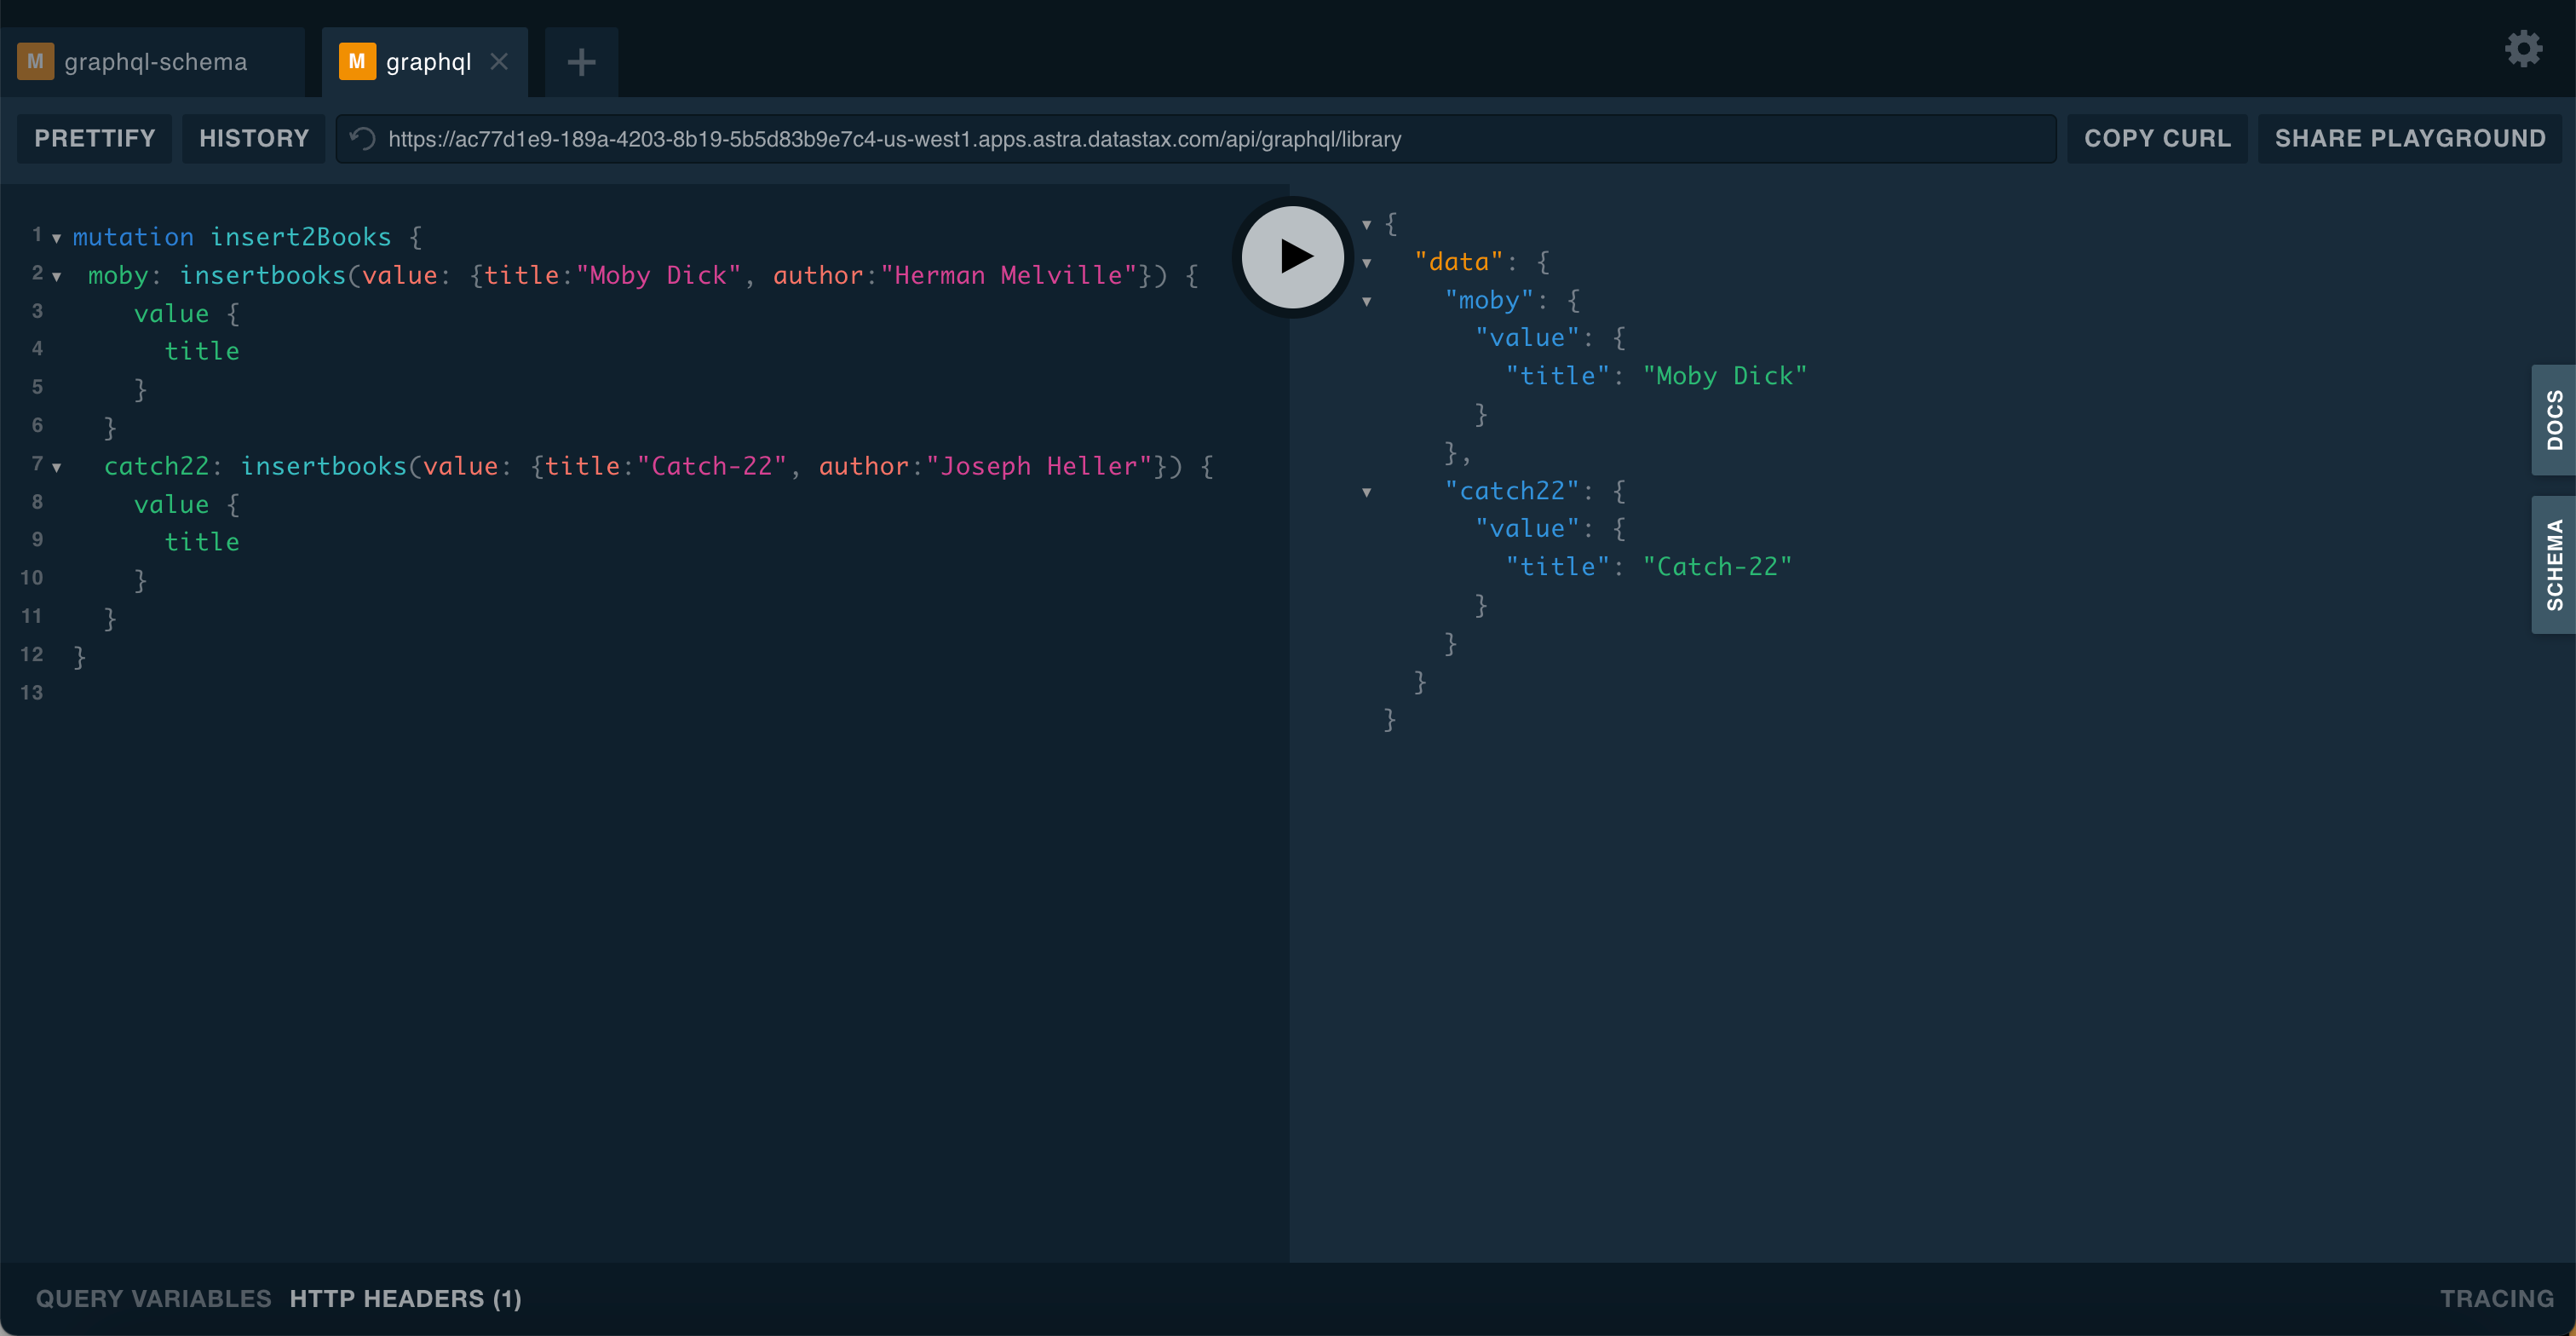 M graphql-schema M graphql
PRETTIFY HISTORY https://ac77d1e9-189a-4203-8b19-5b5d83b9e7c4-us-west1.apps.astra.datastax.com/api/graphql/library COPY CURL SHARE PLAYGROUND
1 mutation insert2Books {
2 moby: insertbooks(value: {title:"Moby Dick", author:"Herman Melville"}) {
3 value {
4 title
5 }
6 }
7 catch22: insertbooks(value: {title:"Catch-22", author:"Joseph Heller"}) {
8 value {
9 title
10 }
11 }
12 }
13
{
"data": {
"moby": {
"value": {
"title": "Moby Dick"
}
},
"catch22": {
"value": {
"title": "Catch-22"
}
}
}
}
DOCS
SCHEMA
QUERY VARIABLES HTTP HEADERS (1) TRACING